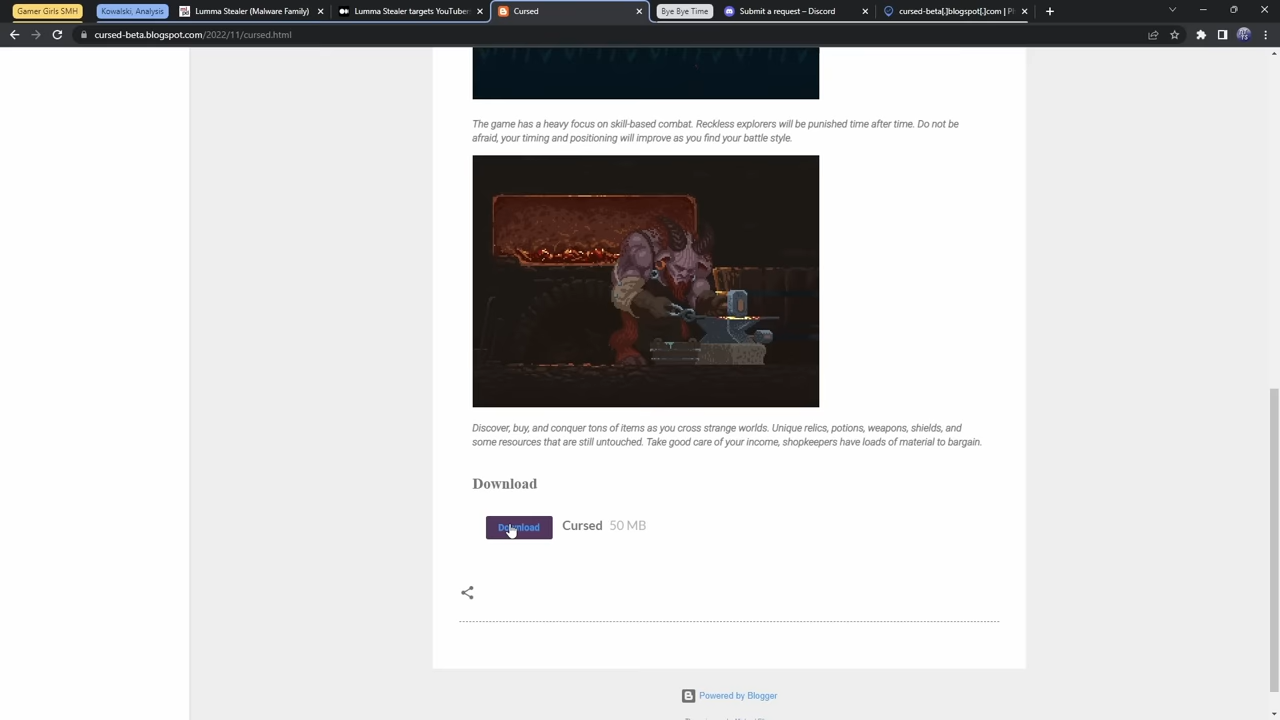 Gamer Girls SMH
Kowalski, Analysis
Lumma Stealer (Malware Family)
Lumma Stealer targets YouTuber
Cursed
Bye Bye Time
Submit a request – Discord
cursed-beta[.]blogspot[.]com | Ph
cursed-beta.blogspot.com/2022/11/cursed.html
The game has a heavy focus on skill-based combat. Reckless explorers will be punished time after time. Do not be
afraid, your timing and positioning will improve as you find your battle style.
Discover, buy, and conquer tons of items as you cross strange worlds. Unique relics, potions, weapons, shields, and
some resources that are still untouched. Take good care of your income, shopkeepers have loads of material to bargain.
Download
Download Cursed 50 MB
Powered by Blogger